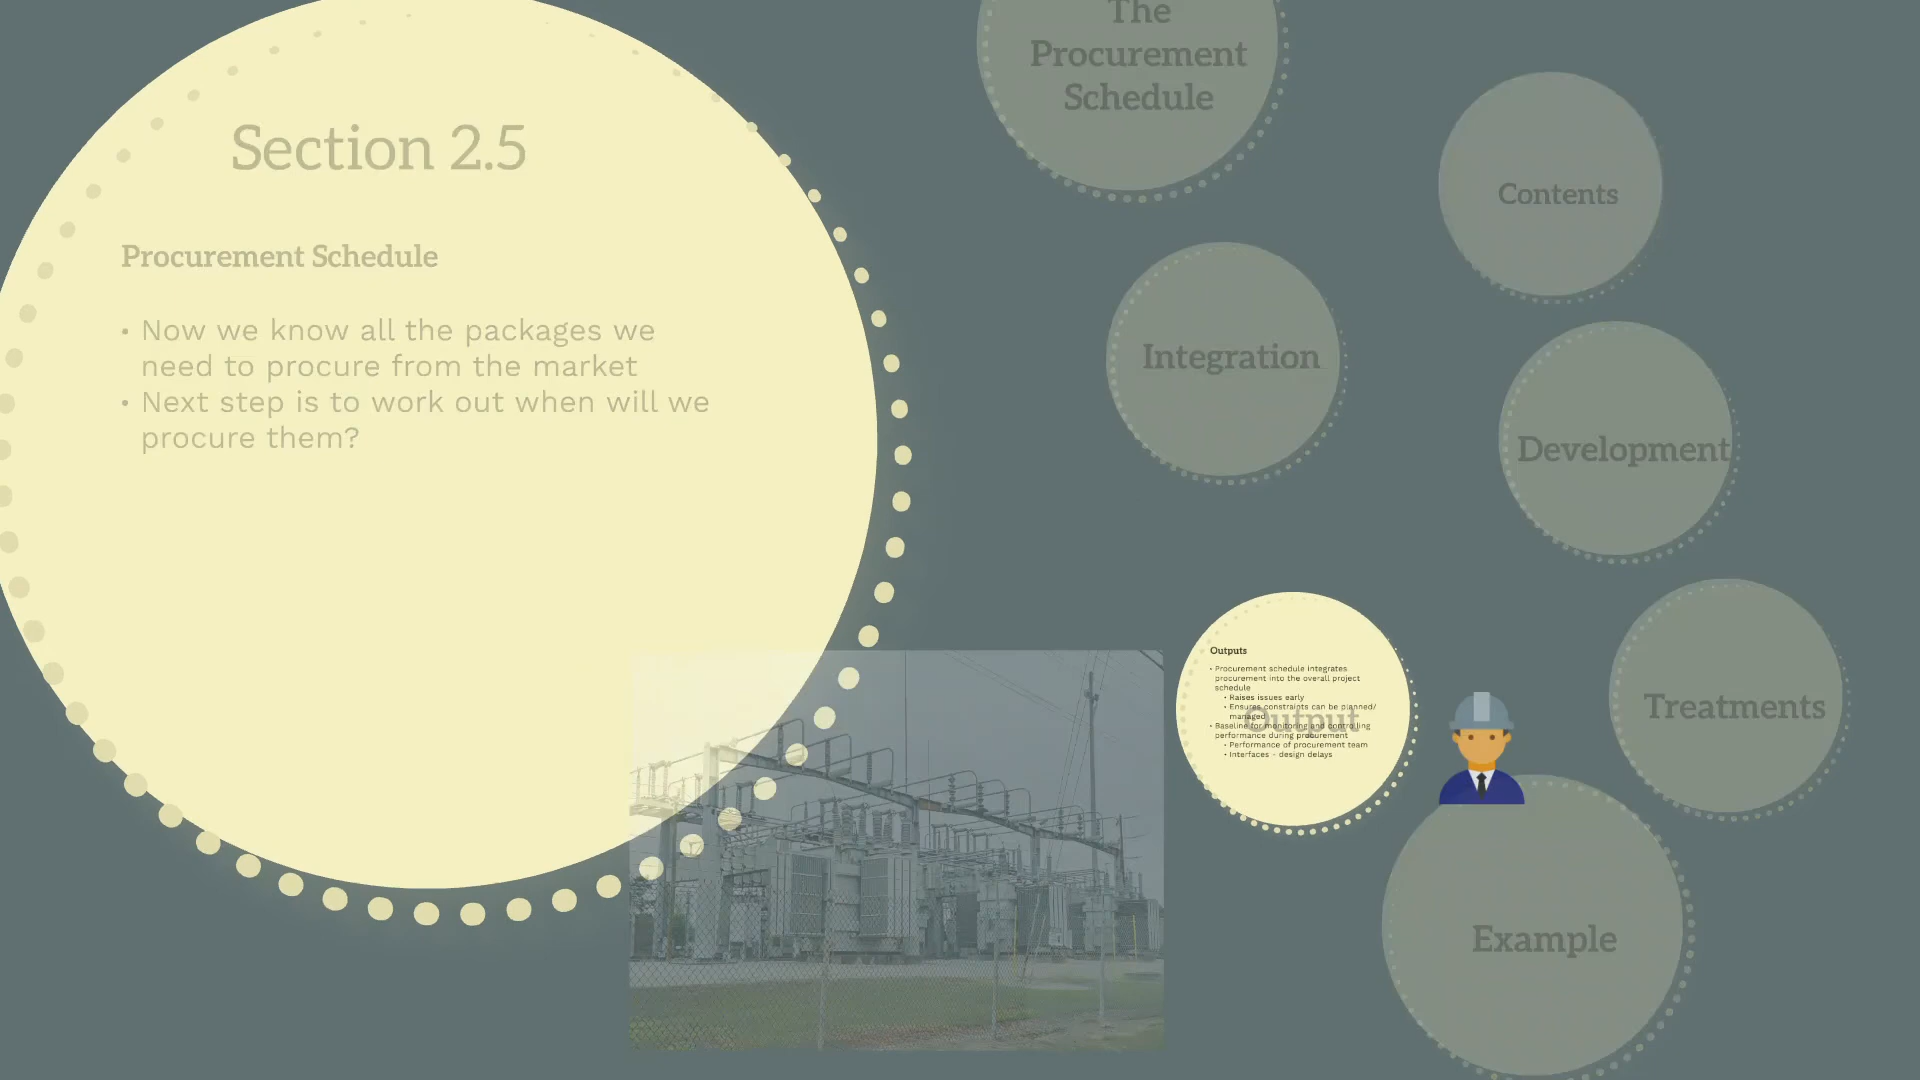 Section 2.5
Procurement Schedule
• Now we know all the packages we
need to procure from the market
• Next step is to work out when will we
procure them?
The
Procurement
Schedule
Contents
Integration
Development
Treatments
Example
Output
Outputs
• Procurement schedule integrates
procurement into the overall project
schedule
• Raises issues early
• Ensures constraints can be planned/
managed
• Baseline for monitoring and controlling
performance during procurement
• Performance of procurement team
• Interfaces - design delays